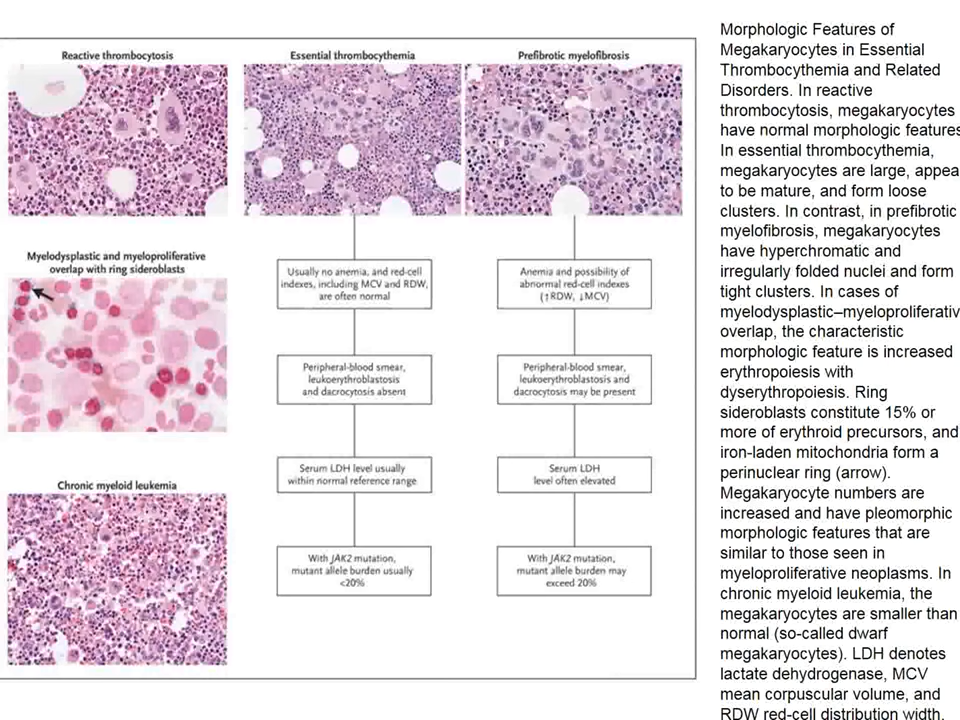 Reactive thrombocytosis
Essential thrombocythemia
Prefibrotic myelofibrosis
Myelodysplastic and myeloproliferative
overlap with ring sideroblasts
Chronic myeloid leukemia
Usually no anemia, and red-cell
indexes, including MCV and RDW,
are often normal
Peripheral-blood smear,
leukoerythroblastosis
and dacrocytosis absent
Serum LDH level usually
within normal reference range
With JAK2 mutation,
mutant allele burden usually
<20%
Anemia and possibility of
abnormal red-cell indexes
(↑RDW, ↓MCV)
Peripheral-blood smear,
leukoerythroblastosis and
dacrocytosis may be present
Serum LDH
level often elevated
With JAK2 mutation,
mutant allele burden may
exceed 20%
Morphologic Features of
Megakaryocytes in Essential
Thrombocythemia and Related
Disorders. In reactive
thrombocytosis, megakaryocytes
have normal morphologic features
In essential thrombocythemia,
megakaryocytes are large, appea
to be mature, and form loose
clusters. In contrast, in prefibrotic
myelofibrosis, megakaryocytes
have hyperchromatic and
irregularly folded nuclei and form
tight clusters. In cases of
myelodysplastic–myeloproliferativ
overlap, the characteristic
morphologic feature is increased
erythropoiesis with
dyserythropoiesis. Ring
sideroblasts constitute 15% or
more of erythroid precursors, and
iron-laden mitochondria form a
perinuclear ring (arrow).
Megakaryocyte numbers are
increased and have pleomorphic
morphologic features that are
similar to those seen in
myeloproliferative neoplasms. In
chronic myeloid leukemia, the
megakaryocytes are smaller than
normal (so-called dwarf
megakaryocytes). LDH denotes
lactate dehydrogenase, MCV
mean corpuscular volume, and
RDW red-cell distribution width.